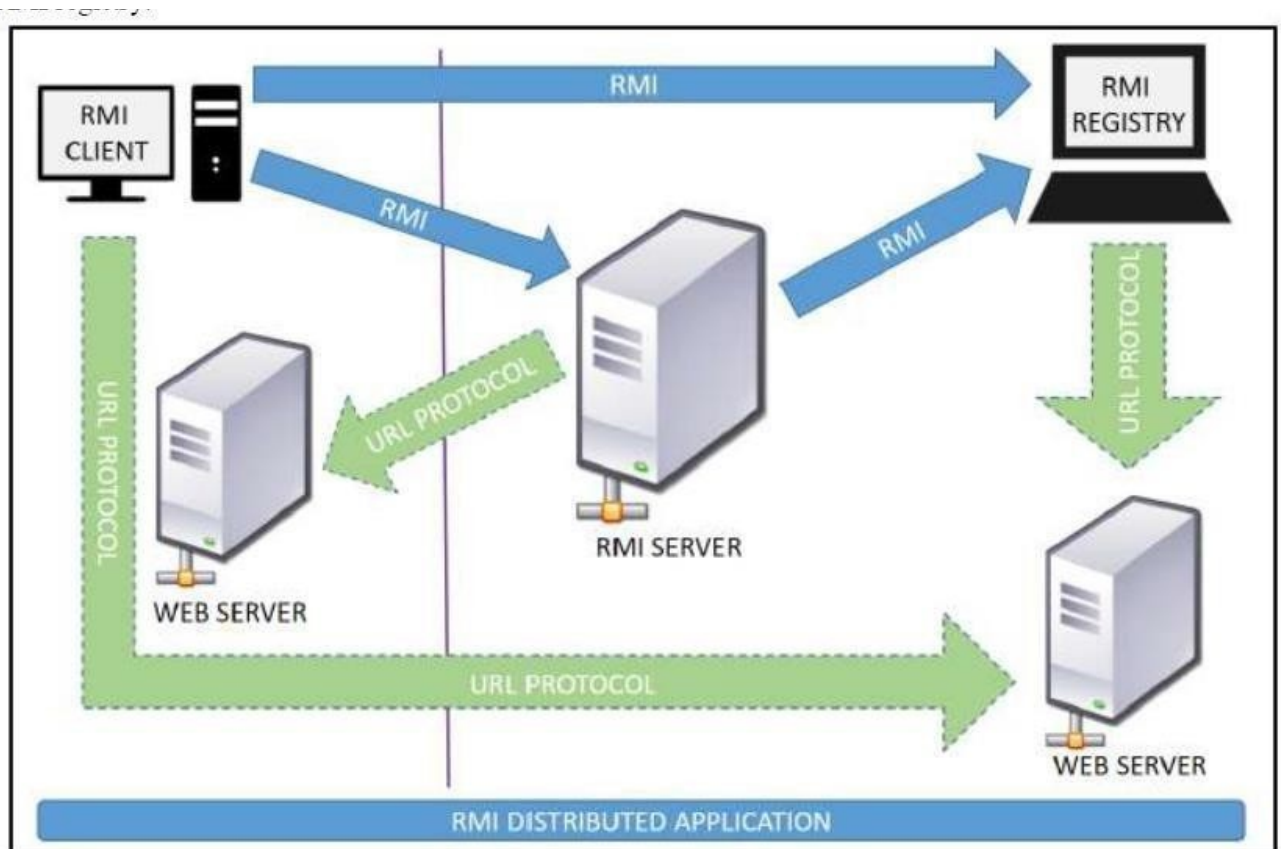 RMI
RMI
CLIENT
RMI
REGISTRY
RMI
RMI
URL PROTOCOL
URL PROTOCOL
URL PROTOCOL
RMI SERVER
WEB SERVER
URL PROTOCOL
WEB SERVER
RMI DISTRIBUTED APPLICATION